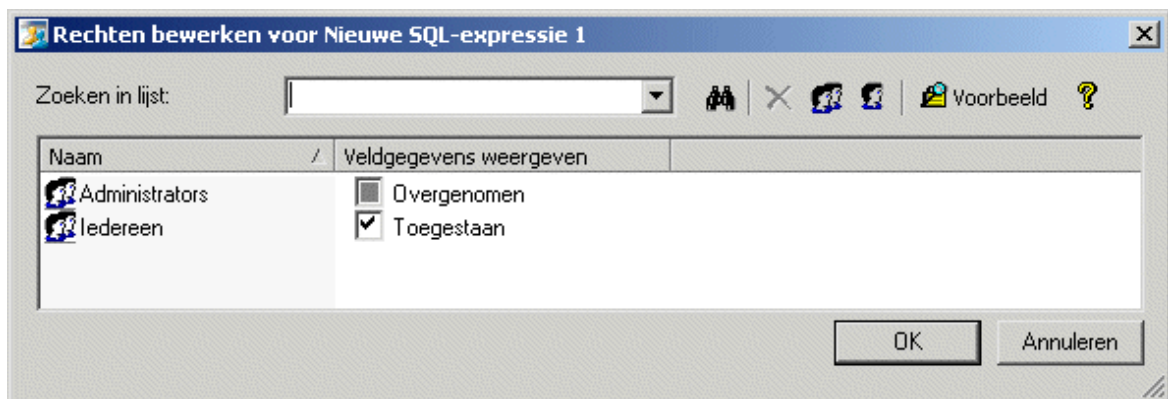 Rechten bewerken voor Nieuwe SQL-expressie 1
Zoeken in lijst:
Voorbeeld
Naam Veldgegevens weergeven
Administrators Overgenomen
Iedereen Toegestaan
OK Annuleren